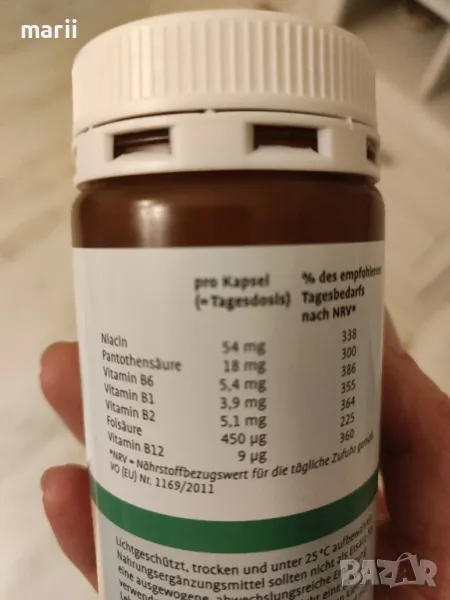 marii
pro Kapsel % des empfohlenen
(=Tagesdosis) Tagesbedarfs
nach NRV*
Niacin 54 mg 338
Pantothensäure 18 mg 300
Vitamin B6 5,4 mg 386
Vitamin B1 3,9 mg 355
Vitamin B2 5,1 mg 364
Folsäure 450 µg 225
Vitamin B12 9 µg 360
*NRV = Nährstoffbezugswert für die tägliche Zufuhr gemäß
VO (EU) Nr. 1169/2011
Lichtgeschützt, trocken und unter 25 °C aufbewahren
Nahrungsergänzungsmittel sollten nicht als Ersatz
eine ausgewogene, abwechslungsreiche
BAZAR